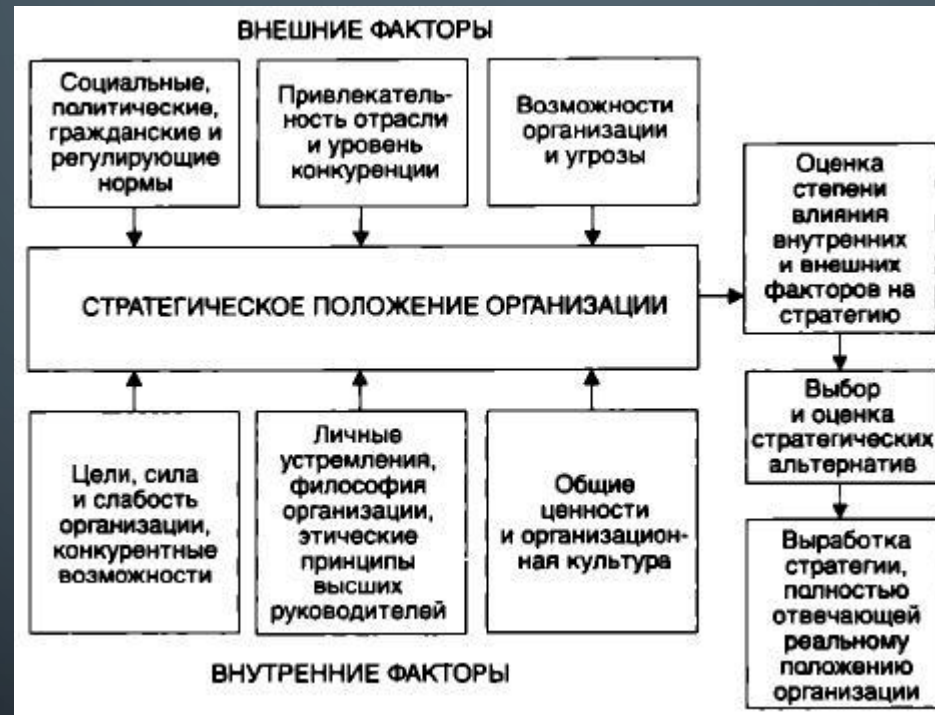 ВНЕШНИЕ ФАКТОРЫ
Социальные,
политические,
гражданские и
регулирующие
нормы
Привлекатель-
ность отрасли
и уровень
конкуренции
Возможности
организации
и угрозы
СТРАТЕГИЧЕСКОЕ ПОЛОЖЕНИЕ ОРГАНИЗАЦИИ
Цели, сила
и слабость
организации,
конкурентные
возможности
Личные
устремления,
философия
организации,
этические
принципы
высших
руководителей
Общие
ценности
и организацион-
ная культура
ВНУТРЕННИЕ ФАКТОРЫ
Оценка
степени
влияния
внутренних
и внешних
факторов на
стратегию
Выбор
и оценка
стратегических
альтернатив
Выработка
стратегии,
полностью
отвечающей
реальному
положению
организации